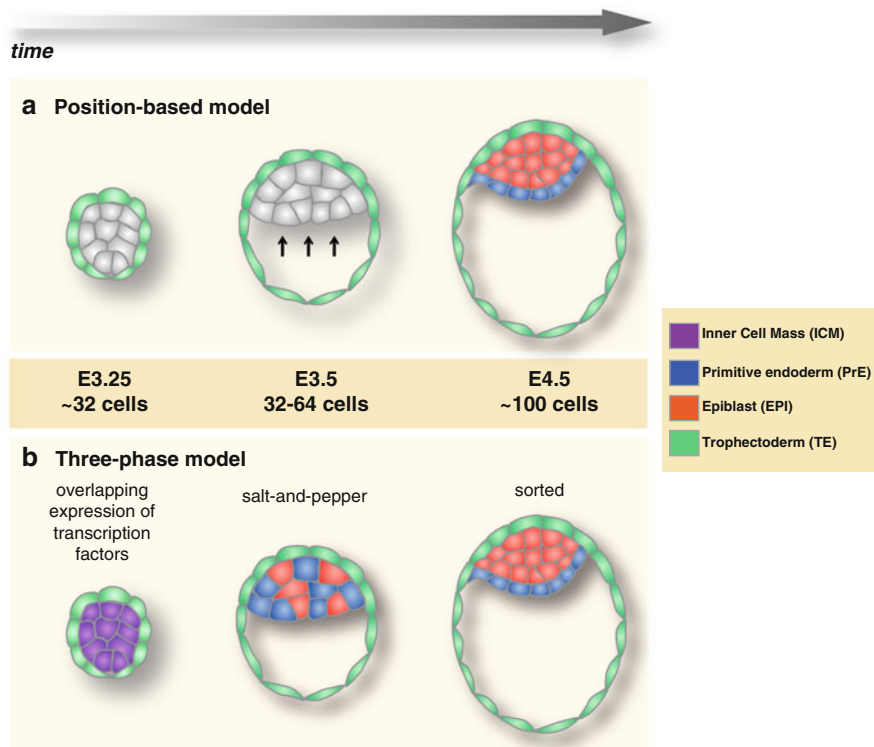 time
a Position-based model
E3.25
~32 cells
E3.5
32-64 cells
E4.5
~100 cells
b Three-phase model
overlapping
expression of
transcription
factors
salt-and-pepper
sorted
Inner Cell Mass (ICM)
Primitive endoderm (PrE)
Epiblast (EPI)
Trophectoderm (TE)